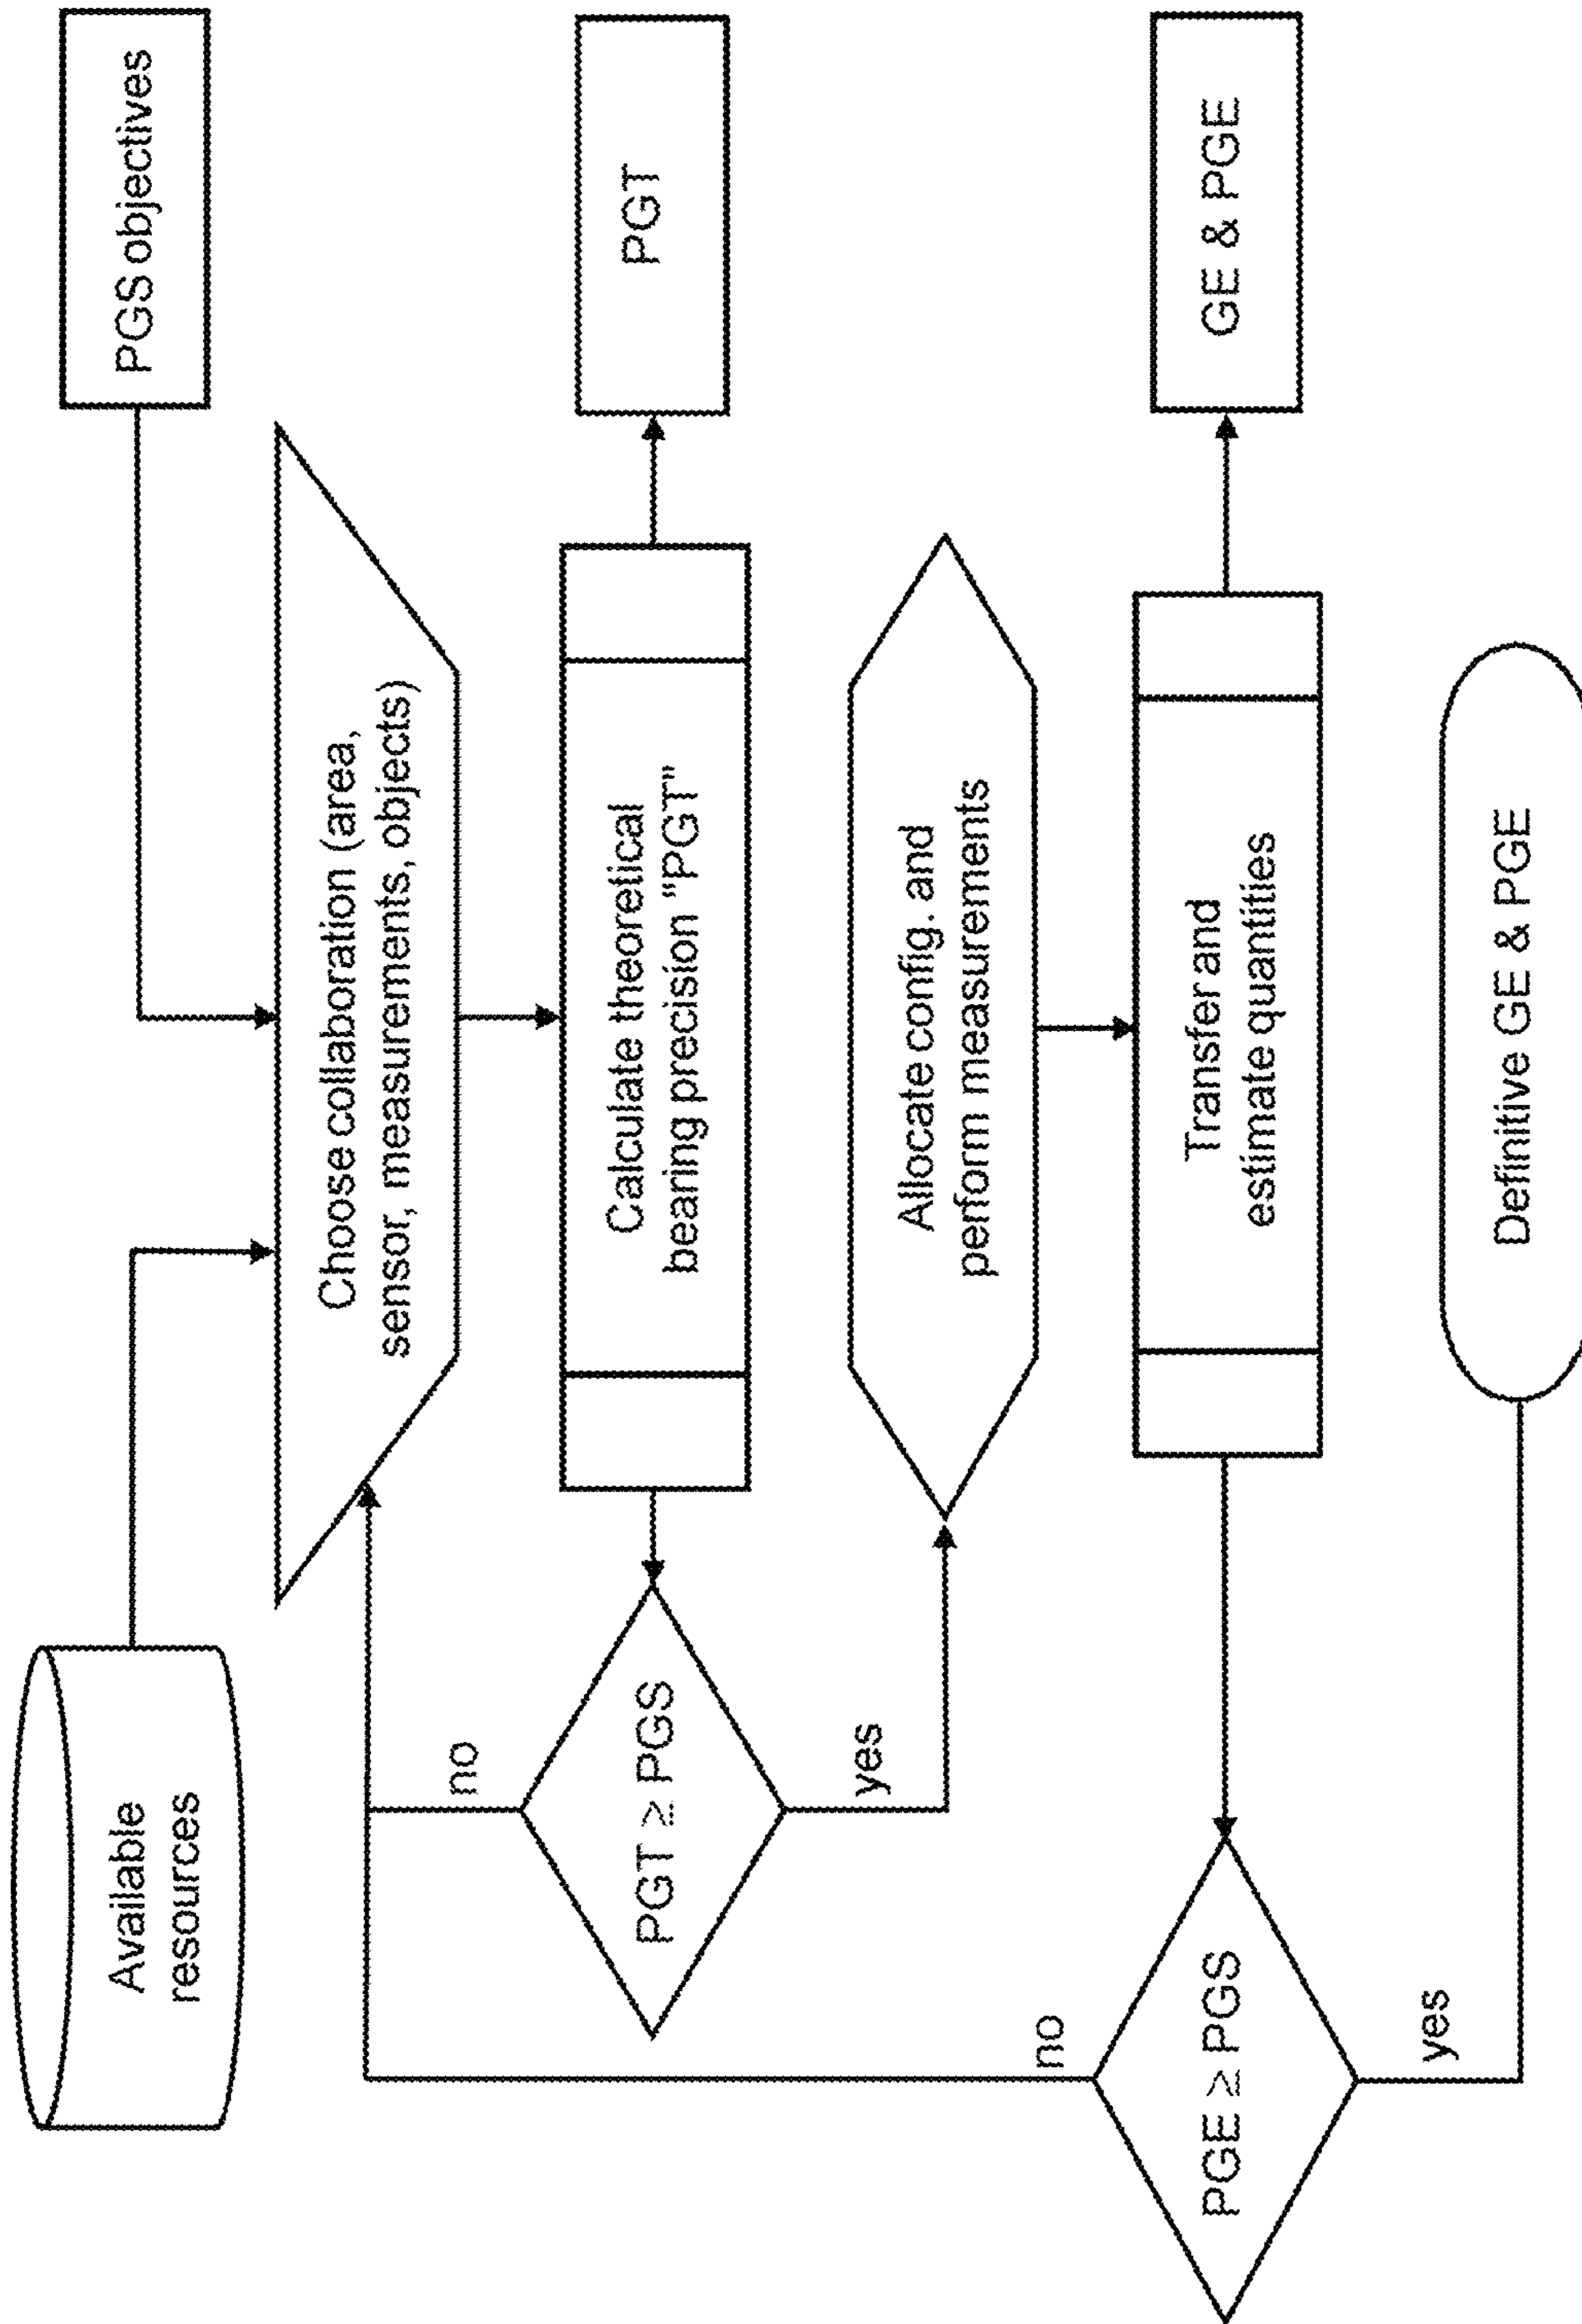 Available
resources
PGS objectives
Choose collaboration (area,
sensor, measurements, objects)
Calculate theoretical
bearing precision "PGT"
PGT
PGT ≥ PGS
no
yes
Allocate config. and
perform measurements
Transfer and
estimate quantities
GE & PGE
PGE ≥ PGS
no
yes
Definitive GE & PGE